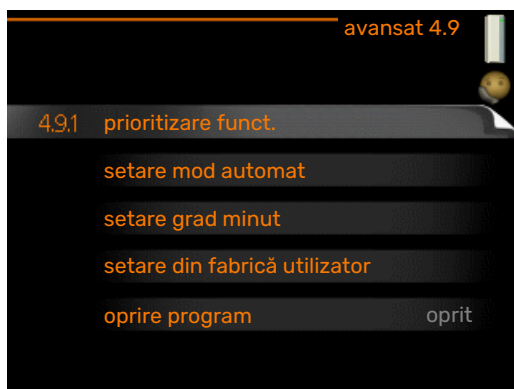 avansat 4.9
4.9.1 prioritizare funct.
setare mod automat
setare grad minut
setare din fabrică utilizator
oprire program oprit